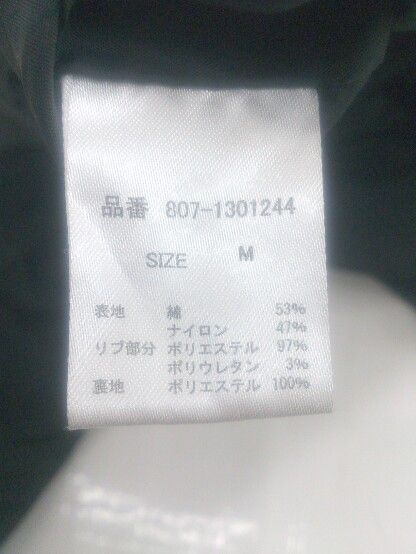 品番 807-1301244
SIZE M
表地 綿 53%
ナイロン 47%
リブ部分 ポリエステル 97%
ポリウレタン 3%
裏地 ポリエステル 100%